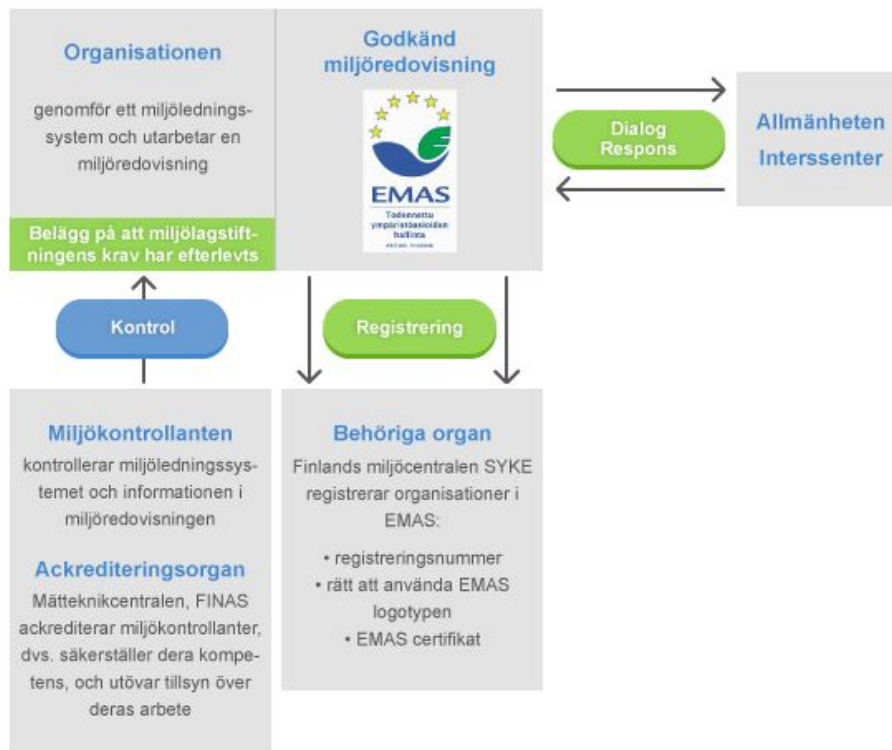 Organisationen
genomför ett miljölednings-
system och utarbetar en
miljöredovisning
Belägg på att miljölagstift-
ningens krav har efterlevts
Godkänd
miljöredovisning
EMAS
Todennettu
ympäristöasioiden
hallinta
Dialog
Respons
Allmänheten
Interssenter
Kontrol
Registrering
Miljökontrollanten
kontrollerar miljöledningssys-
temet och informationen i
miljöredovisningen
Ackrediteringsorgan
Mätteknikcentralen, FINAS
ackrediterar miljökontrollanter,
dvs. säkerställer dera kompe-
tens, och utövar tillsyn över
deras arbete
Behöriga organ
Finlands miljöcentralen SYKE
registrerar organisationer i
EMAS:
• registreringsnummer
• rätt att använda EMAS
logotypen
• EMAS certifikat